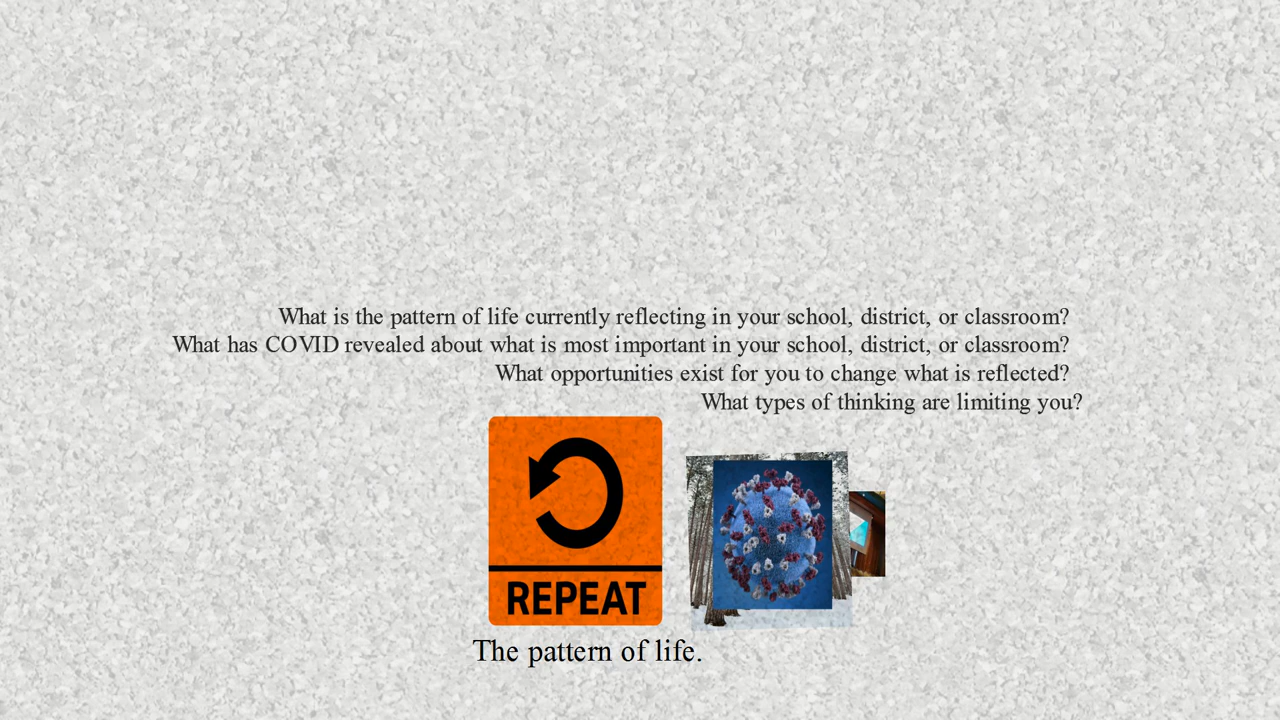 What is the pattern of life currently reflecting in your school, district, or classroom?
What has COVID revealed about what is most important in your school, district, or classroom?
What opportunities exist for you to change what is reflected?
What types of thinking are limiting you?
REPEAT
The pattern of life.